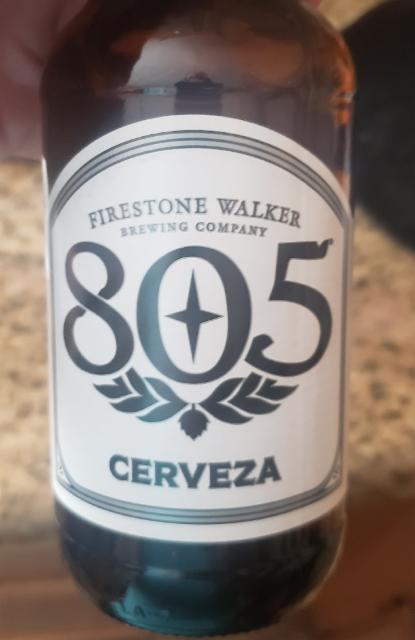 FIRESTONE WALKER
BREWING COMPANY
805
CERVEZA